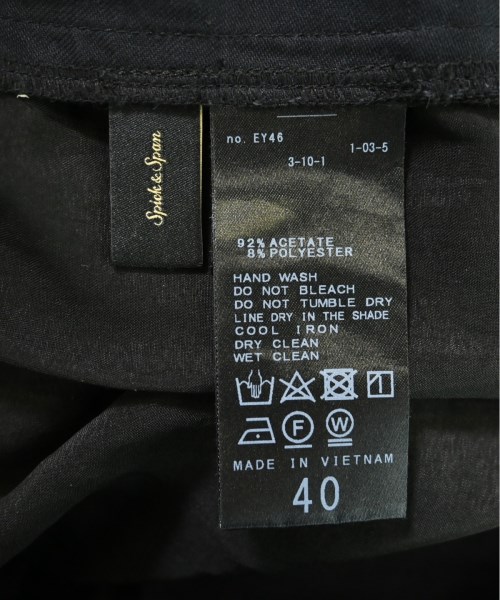 Spick & Span
no. EY46
1-03-5
3-10-1
92% ACETATE
8% POLYESTER
HAND WASH
DO NOT BLEACH
DO NOT TUMBLE DRY
LINE DRY IN THE SHADE
COOL IRON
DRY CLEAN
WET CLEAN
F W
MADE IN VIETNAM
40